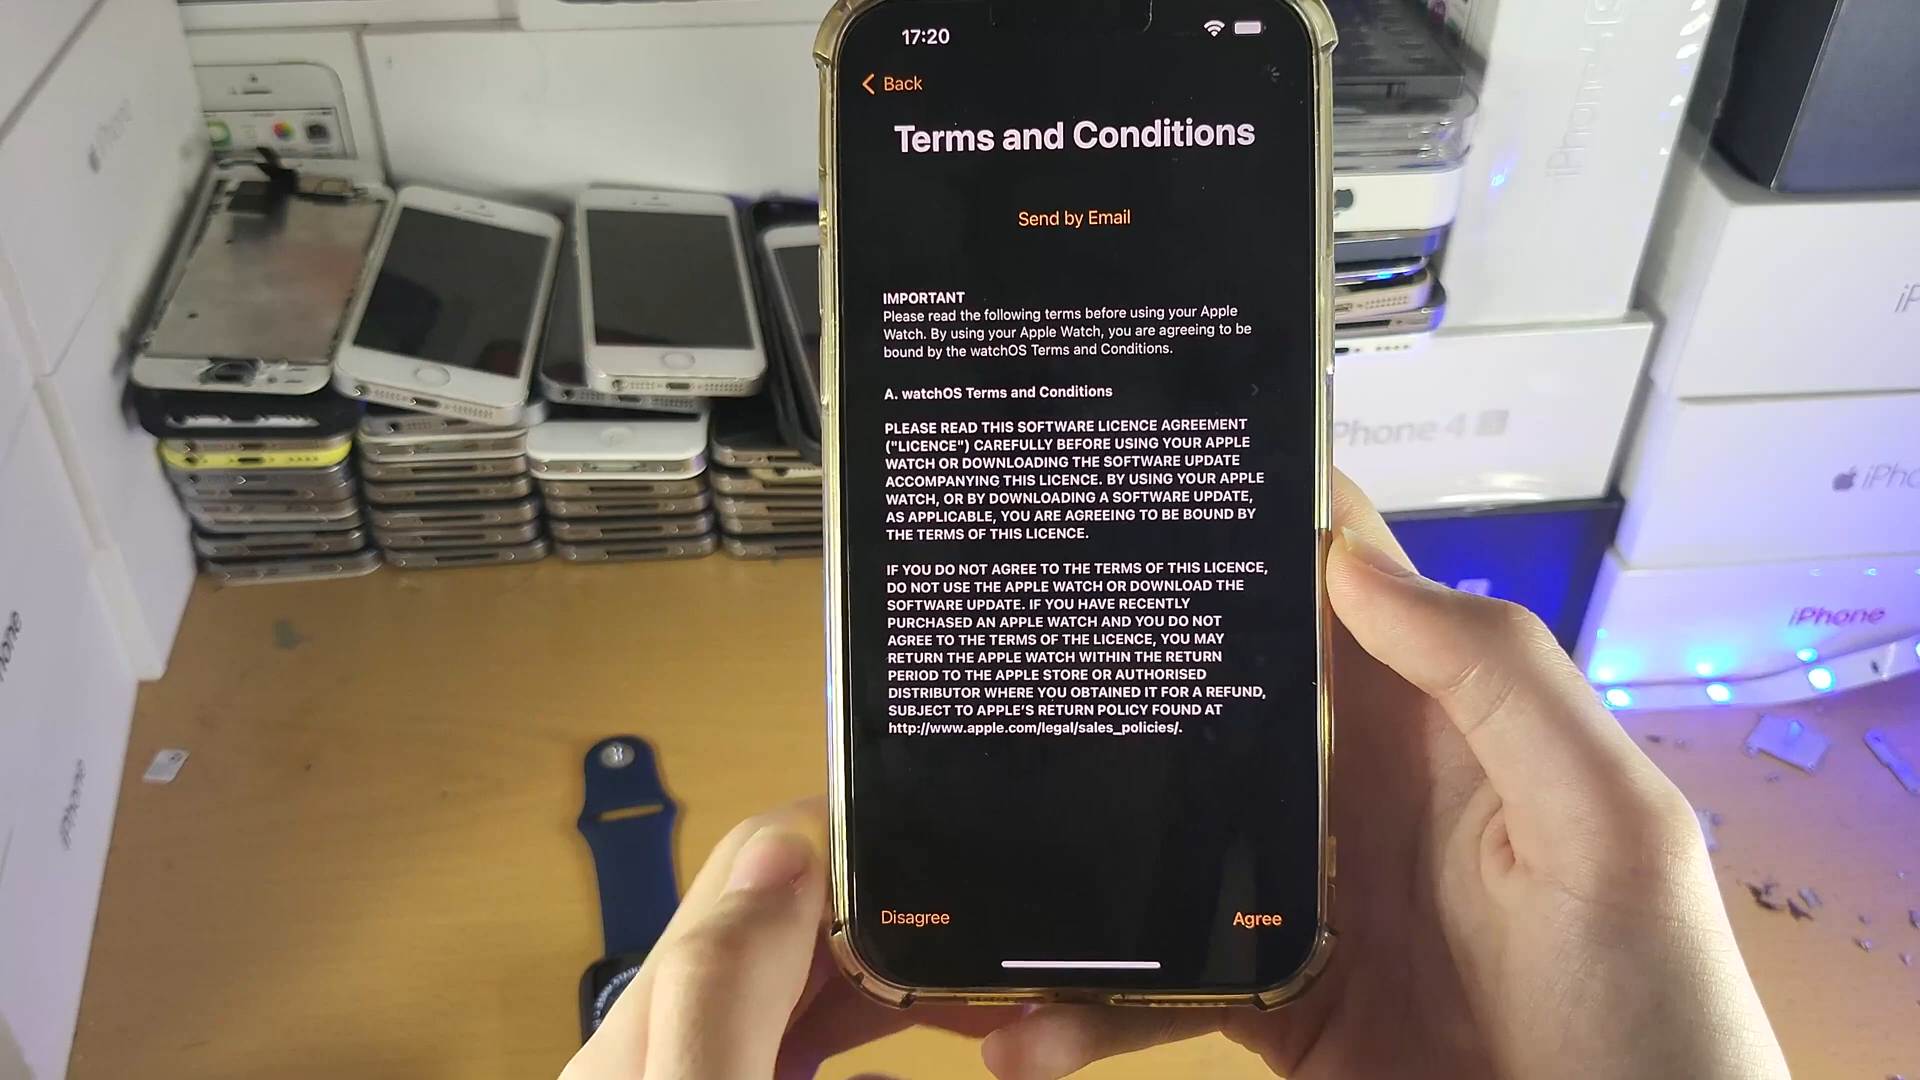 17:20
Back
Terms and Conditions
Send by Email
IMPORTANT
Please read the following terms before using your Apple
Watch. By using your Apple Watch, you are agreeing to be
bound by the watchOS Terms and Conditions.
A. watchOS Terms and Conditions
PLEASE READ THIS SOFTWARE LICENCE AGREEMENT
("LICENCE") CAREFULLY BEFORE USING YOUR APPLE
WATCH OR DOWNLOADING THE SOFTWARE UPDATE
ACCOMPANYING THIS LICENCE. BY USING YOUR APPLE
WATCH, OR BY DOWNLOADING A SOFTWARE UPDATE,
AS APPLICABLE, YOU ARE AGREEING TO BE BOUND BY
THE TERMS OF THIS LICENCE.
IF YOU DO NOT AGREE TO THE TERMS OF THIS LICENCE,
DO NOT USE THE APPLE WATCH OR DOWNLOAD THE
SOFTWARE UPDATE. IF YOU HAVE RECENTLY
PURCHASED AN APPLE WATCH AND YOU DO NOT
AGREE TO THE TERMS OF THE LICENCE, YOU MAY
RETURN THE APPLE WATCH WITHIN THE RETURN
PERIOD TO THE APPLE STORE OR AUTHORISED
DISTRIBUTOR WHERE YOU OBTAINED IT FOR A REFUND,
SUBJECT TO APPLE'S RETURN POLICY FOUND AT
http://www.apple.com/legal/sales_policies/.
Disagree
Agree
iPhone
iPhone
Phone 4 S
iPho
iPhone
hone
iPhone